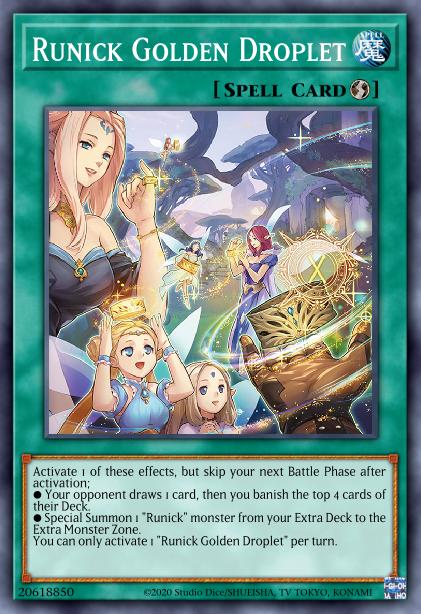 Runick Golden Droplet
SPELL
魔
[Spell Card]
Activate 1 of these effects, but skip your next Battle Phase after
activation;
● Your opponent draws 1 card, then you banish the top 4 cards of
their Deck.
● Special Summon 1 "Runick" monster from your Extra Deck to the
Extra Monster Zone.
You can only activate 1 "Runick Golden Droplet" per turn.
20618850
©2020 Studio Dice/SHUEISHA, TV TOKYO, KONAMI